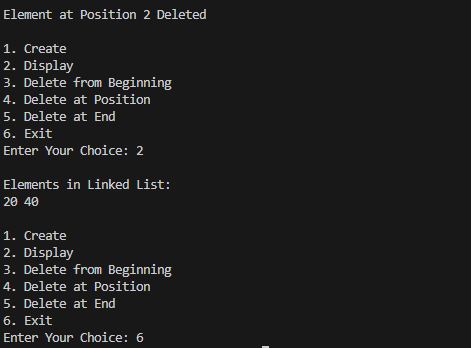 Element at Position 2 Deleted
1. Create
2. Display
3. Delete from Beginning
4. Delete at Position
5. Delete at End
6. Exit
Enter Your Choice: 2
Elements in Linked List:
20 40
1. Create
2. Display
3. Delete from Beginning
4. Delete at Position
5. Delete at End
6. Exit
Enter Your Choice: 6